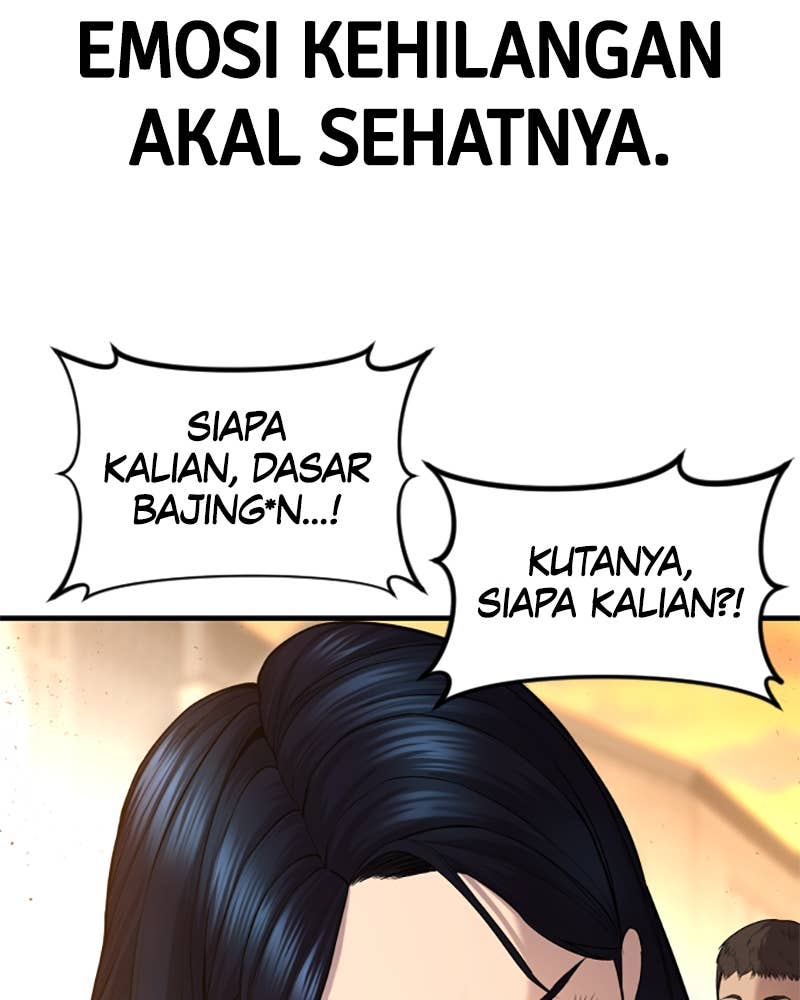 EMOSI KEHILANGAN
AKAL SEHATNYA.
SIAPA
KALIAN, DASAR
BAJING*N...!
KUTANYA,
SIAPA KALIAN?!